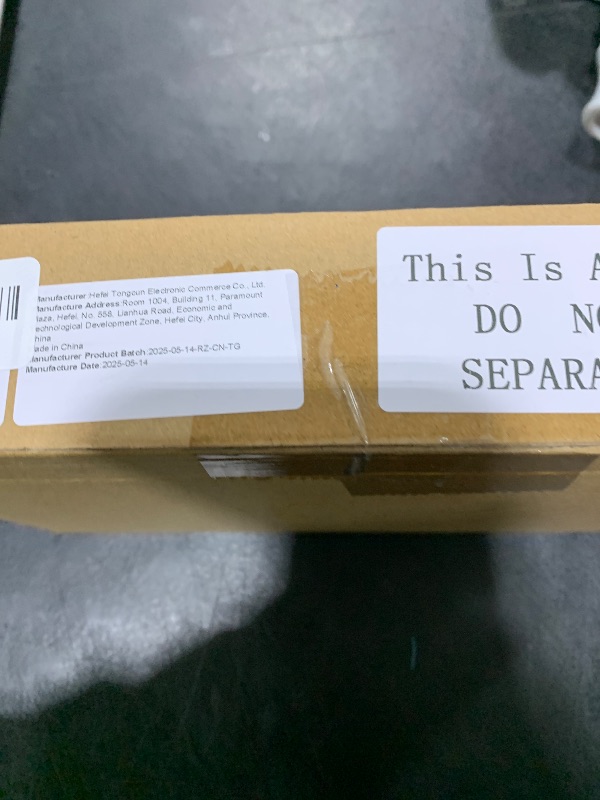 Manufacturer:Hefei Tongcun Electronic Commerce Co., Ltd.
Manufacture Address:Room 1004, Building 11, Paramount
Plaza, Hefei, No. 558, Lianhua Road, Economic and
echnological Development Zone, Hefei City, Anhui Province,
hina
ade in China
Manufacturer Product Batch:2025-05-14-RZ-CN-TG
Manufacture Date:2025-05-14
This Is A
DO NO
SEPARA